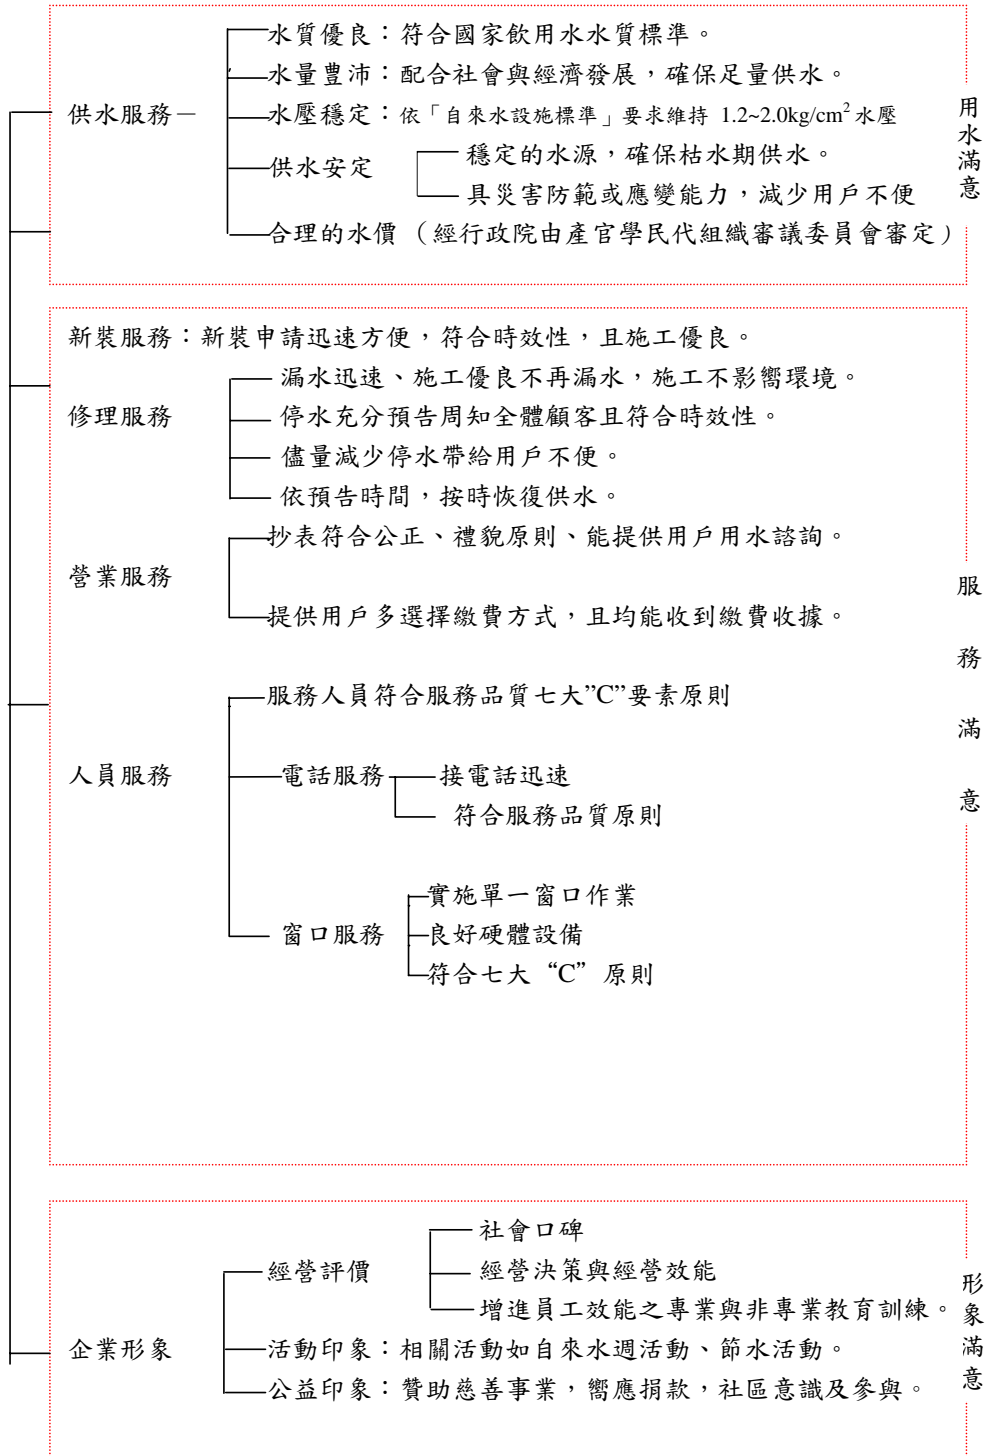 水質優良：符合國家飲用水水質標準。
水量豐沛：配合社會與經濟發展，確保足量供水。
供水服務－
水壓穩定：依「自來水設施標準」要求維持 1.2~2.0kg/cm²水壓
供水安定
穩定的水源，確保枯水期供水。
具災害防範或應變能力，減少用戶不便
合理的水價（經行政院由產官學民代組織審議委員會審定）
用水滿意
新裝服務：新裝申請迅速方便，符合時效性，且施工優良。
修理服務
漏水迅速、施工優良不再漏水，施工不影嚮環境。
停水充分預告周知全體顧客且符合時效性。
儘量減少停水帶給用戶不便。
依預告時間，按時恢復供水。
營業服務
抄表符合公正、禮貌原則、能提供用戶用水諮詢。
提供用戶多選擇繳費方式，且均能收到繳費收據。
人員服務
服務人員符合服務品質七大”C”要素原則
電話服務
接電話迅速
符合服務品質原則
窗口服務
實施單一窗口作業
良好硬體設備
符合七大“C”原則
服務滿意
企業形象
經營評價
社會口碑
經營決策與經營效能
增進員工效能之專業與非專業教育訓練。
活動印象：相關活動如自來水週活動、節水活動。
公益印象：贊助慈善事業，嚮應捐款，社區意識及參與。
形象滿意